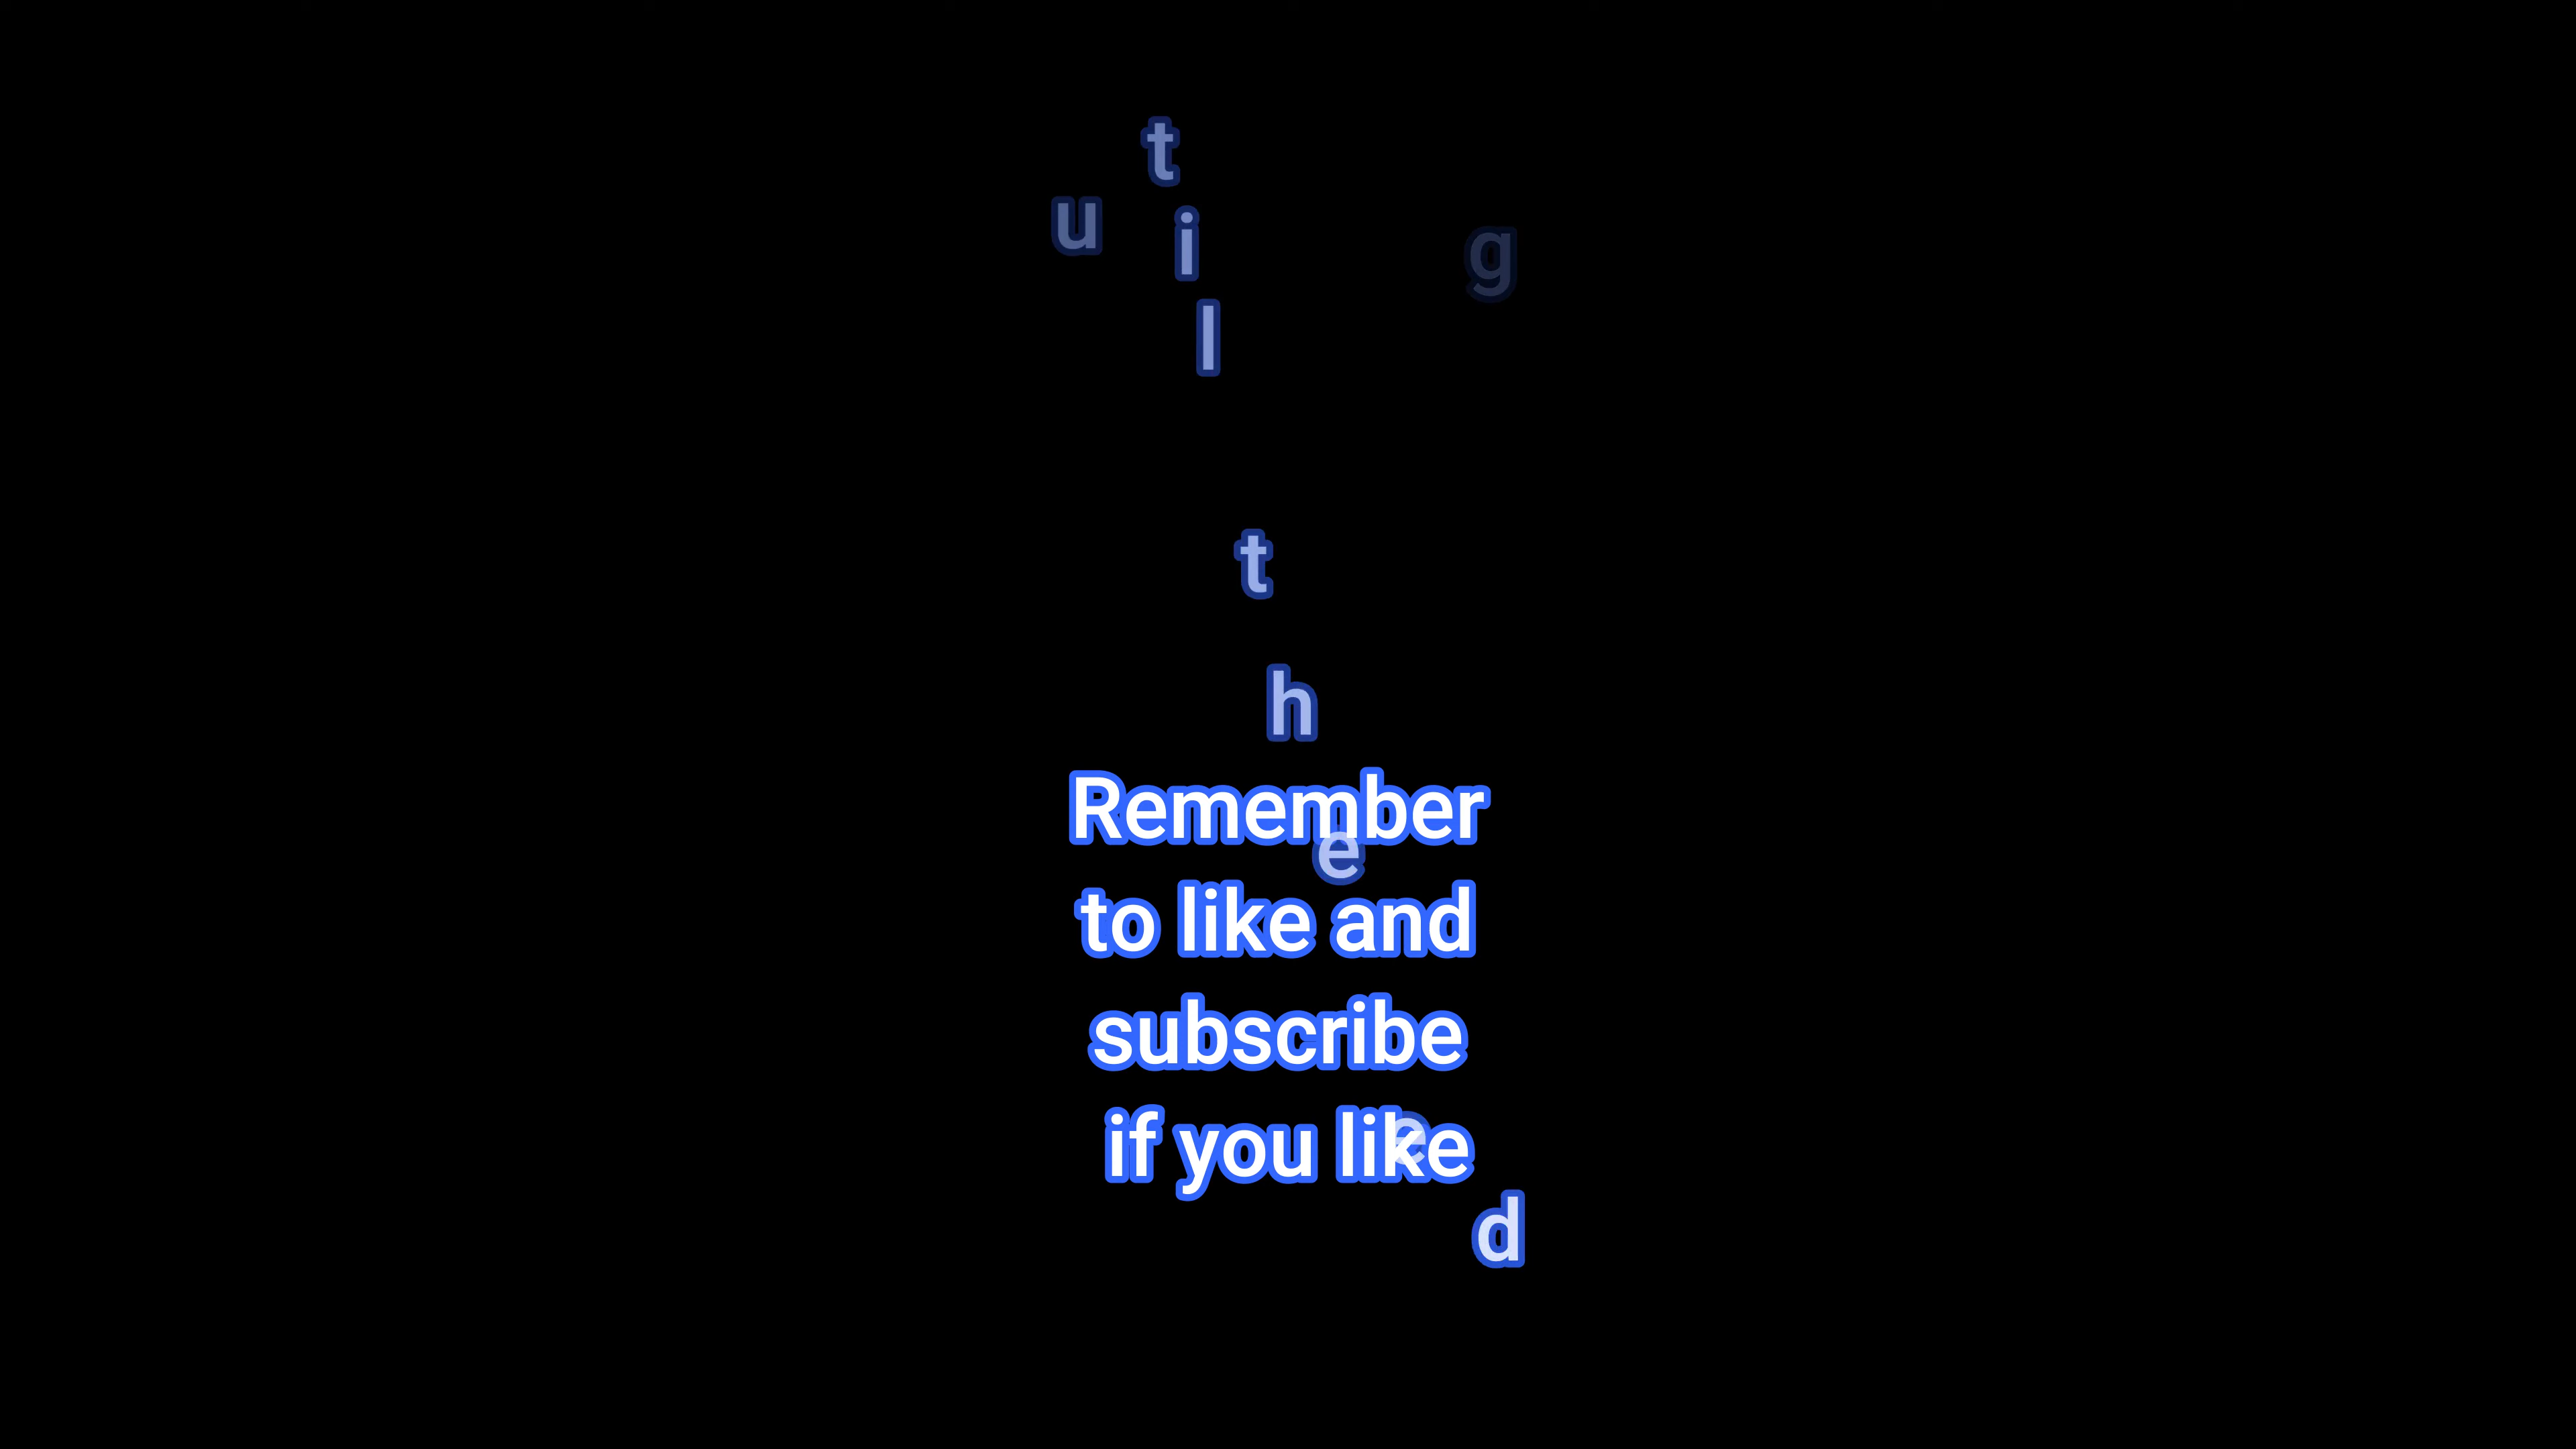 g
t
u
i
l
t
h
Remember
e
to like and
subscribe
if you like
e
d